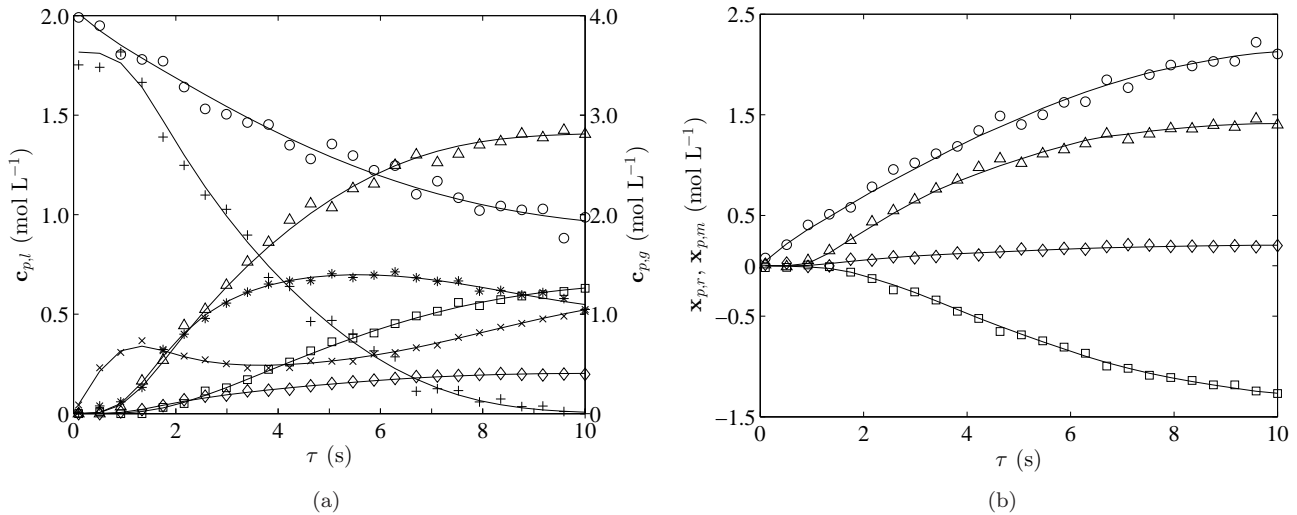 2.0
1.5
1.0
0.5
0
4.0
3.0
2.0
1.0
0
0 2 4 6 8 10
c_{p,l} (mol L^{−1})
c_{p,g} (mol L^{−1})
τ (s)
(a)
2.5
1.5
0.5
−0.5
−1.5
0 2 4 6 8 10
x_{p,r}, x_{p,m} (mol L^{−1})
τ (s)
(b)